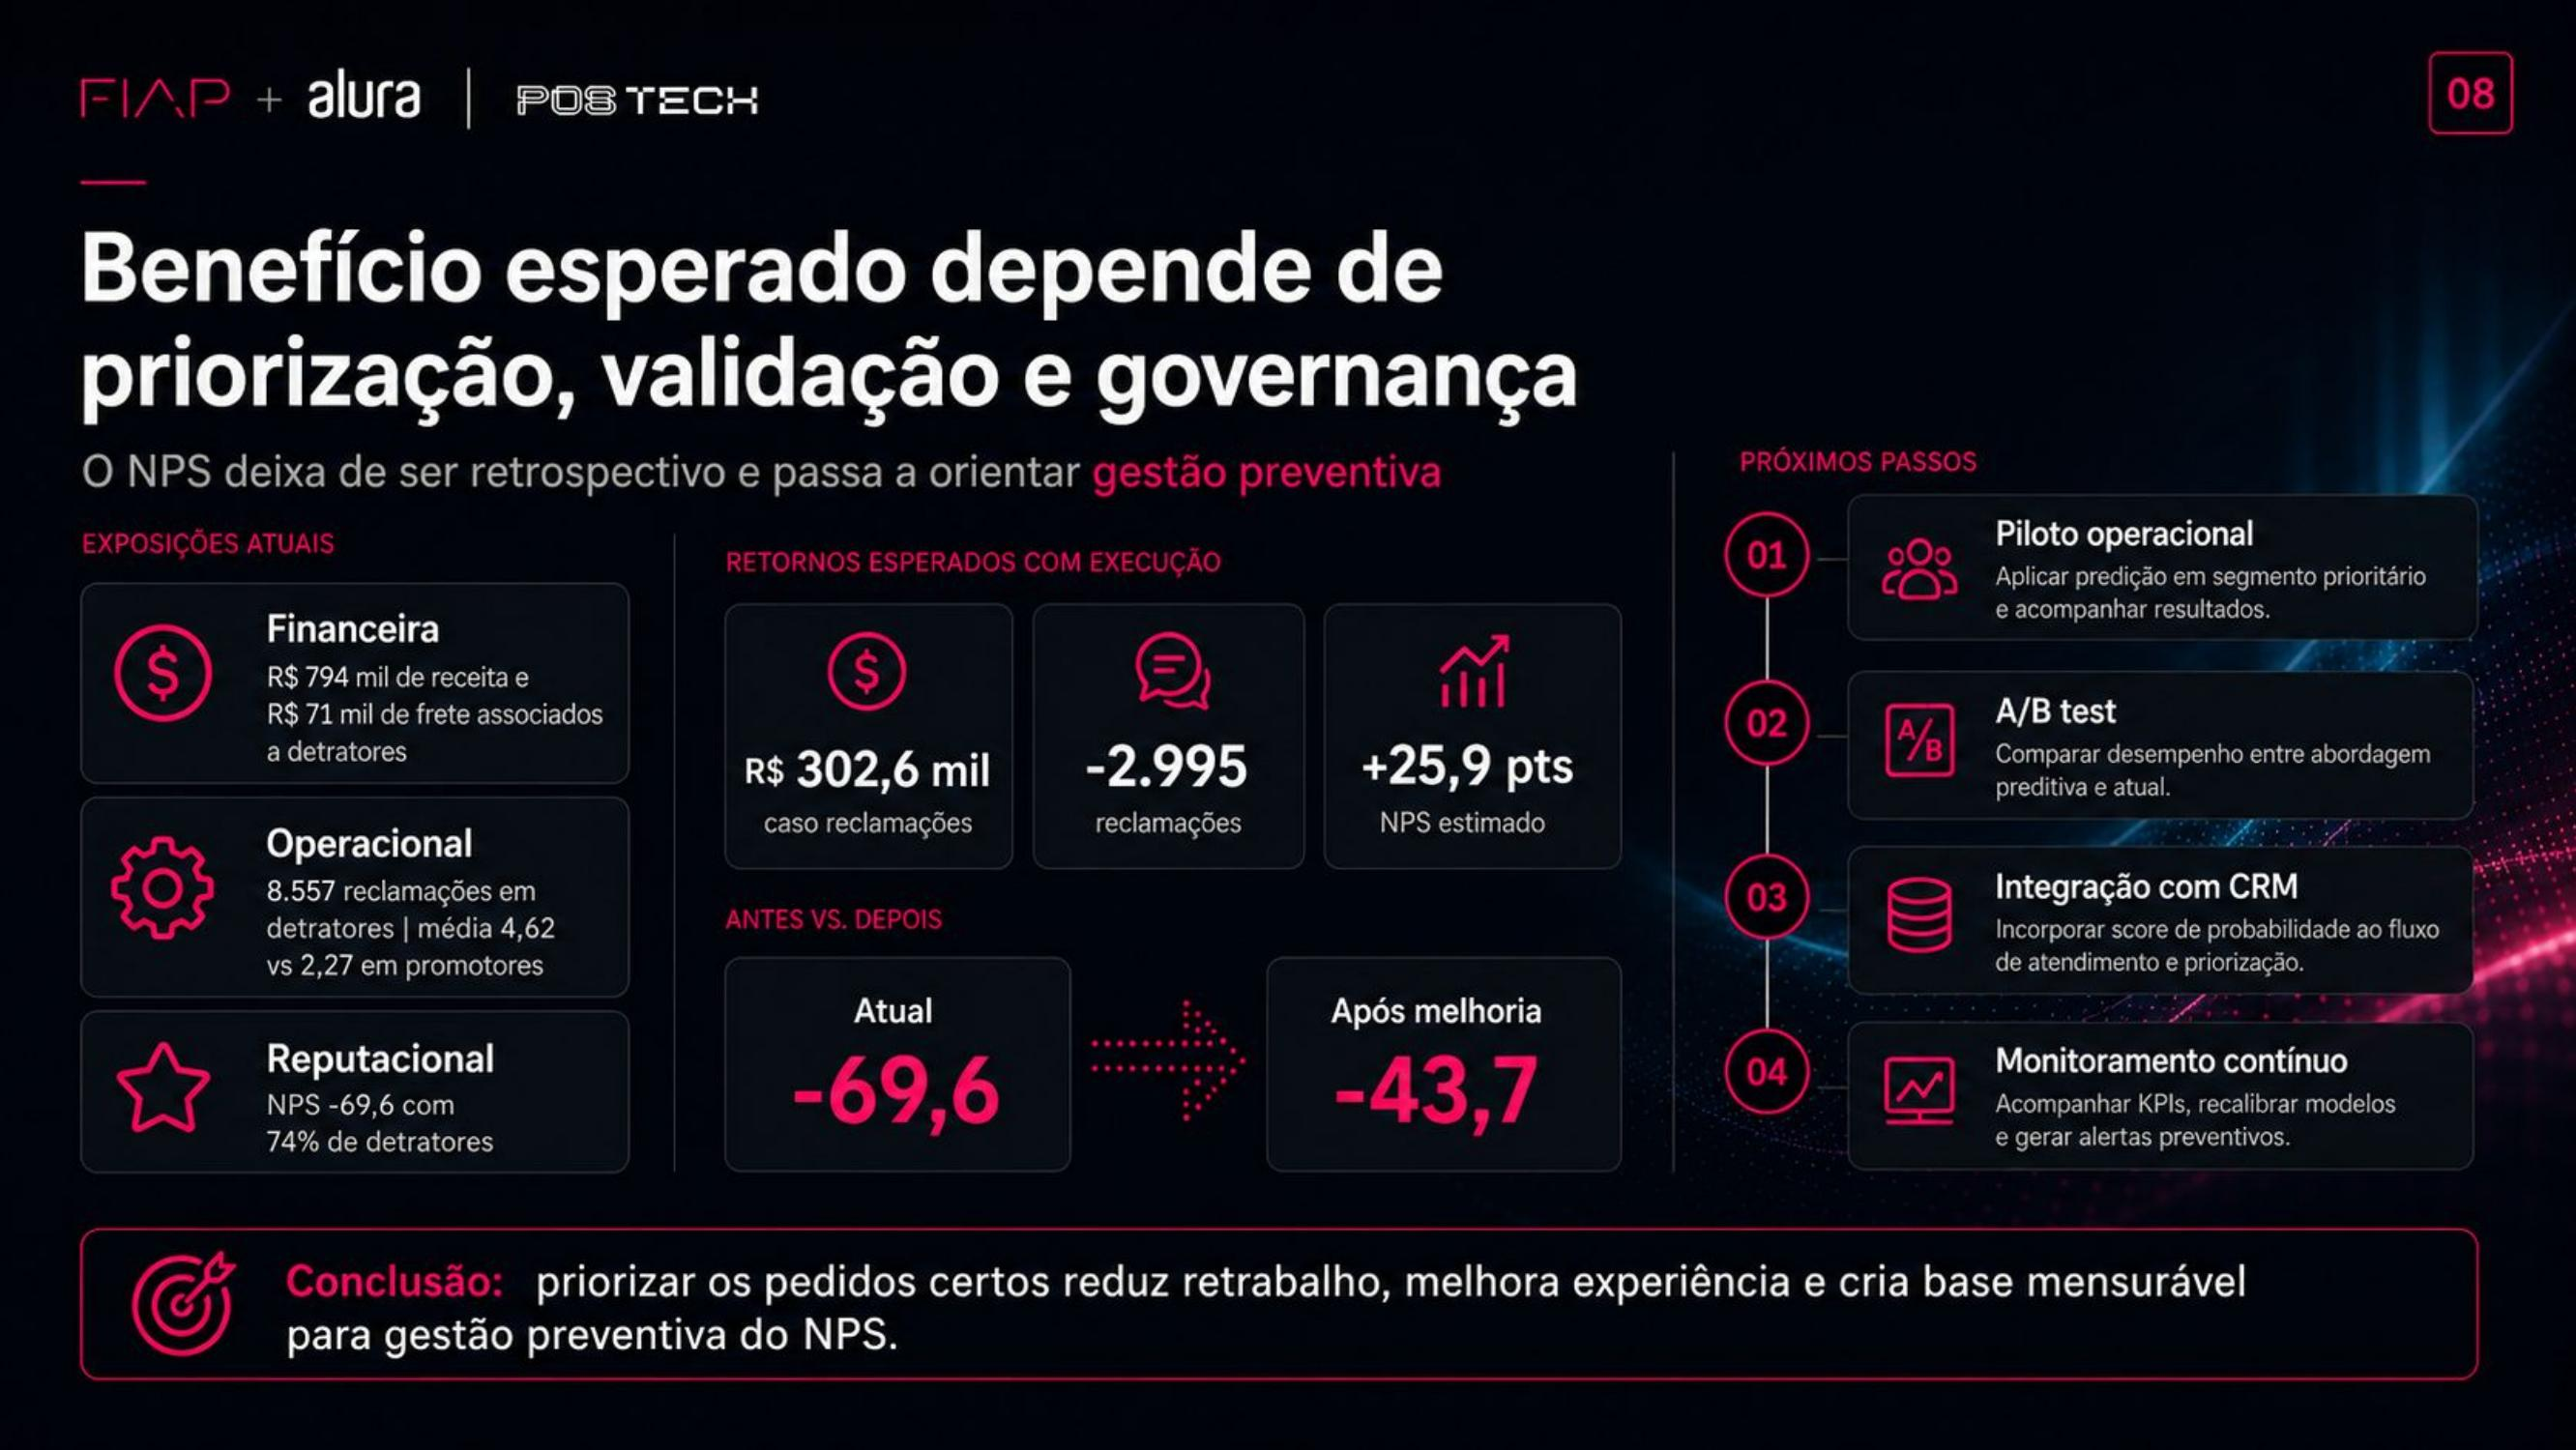 FIAP + alura | POS TECH
08
Benefício esperado depende de
priorização, validação e governança
O NPS deixa de ser retrospectivo e passa a orientar gestão preventiva
EXPOSIÇÕES ATUAIS
Financeira
R$ 794 mil de receita e
R$ 71 mil de frete associados
a detratores
Operacional
8.557 reclamações em
detratores | média 4,62
vs 2,27 em promotores
Reputacional
NPS -69,6 com
74% de detratores
RETORNOS ESPERADOS COM EXECUÇÃO
R$ 302,6 mil
caso reclamações
-2.995
reclamações
+25,9 pts
NPS estimado
ANTES VS. DEPOIS
Atual
-69,6
Após melhoria
-43,7
PRÓXIMOS PASSOS
01
Piloto operacional
Aplicar predição em segmento prioritário
e acompanhar resultados.
02
A/B
A/B test
Comparar desempenho entre abordagem
preditiva e atual.
03
Integração com CRM
Incorporar score de probabilidade ao fluxo
de atendimento e priorização.
04
Monitoramento contínuo
Acompanhar KPIs, recalibrar modelos
e gerar alertas preventivos.
Conclusão: priorizar os pedidos certos reduz retrabalho, melhora experiência e cria base mensurável
para gestão preventiva do NPS.